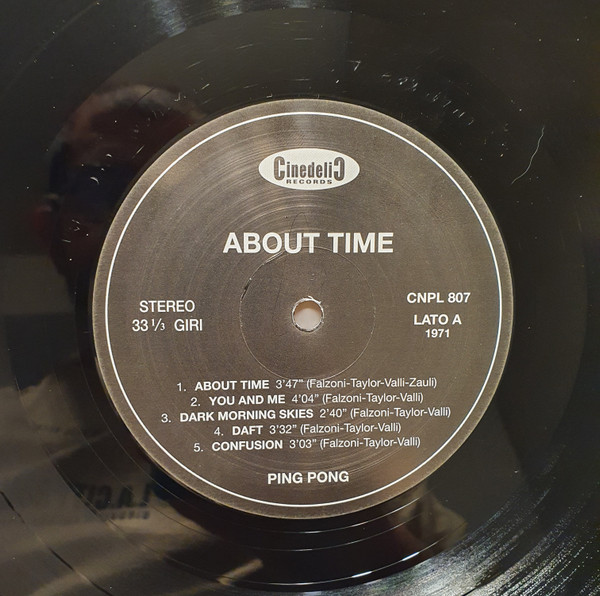 CinedeliC
RECORDS
ABOUT TIME
STEREO
33 1/3 GIRI
CNPL 807
LATO A
1971
1. ABOUT TIME 3'47" (Falzoni-Taylor-Valli-Zauli)
2. YOU AND ME 4'04" (Falzoni-Taylor-Valli)
3. DARK MORNING SKIES 2'40" (Falzoni-Taylor-Valli)
4. DAFT 3'32" (Falzoni-Taylor-Valli)
5. CONFUSION 3'03" (Falzoni-Taylor-Valli)
PING PONG